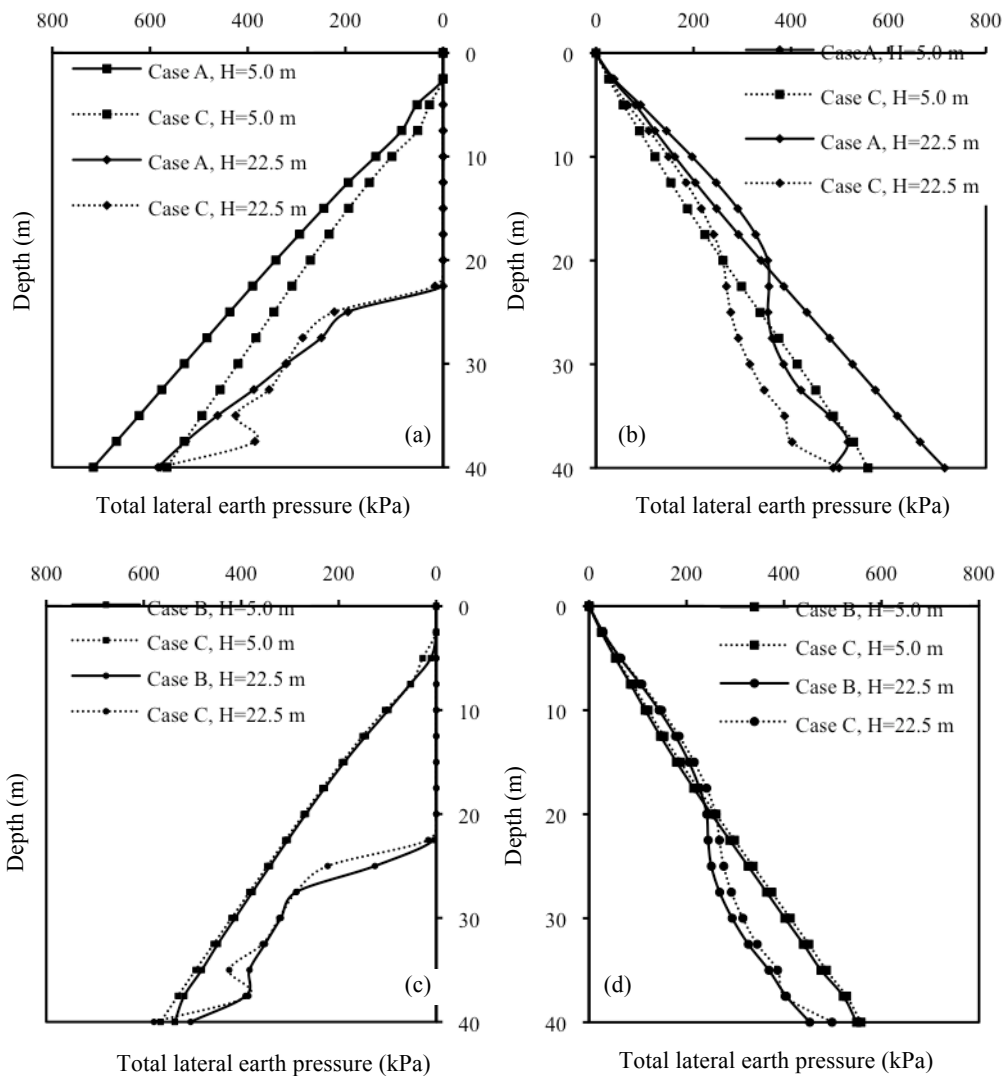 800 600 400 200 0
0
Case A, H=5.0 m
Case C, H=5.0 m
Case A, H=22.5 m
Case C, H=22.5 m
10
20
30
40
Depth (m)
(a)
Total lateral earth pressure (kPa)
0 200 400 600 800
0
Case A, H=5.0 m
Case C, H=5.0 m
Case A, H=22.5 m
Case C, H=22.5 m
10
20
30
40
Depth (m)
(b)
Total lateral earth pressure (kPa)
800 600 400 200 0
0
Case B, H=5.0 m
Case C, H=5.0 m
Case B, H=22.5 m
Case C, H=22.5 m
10
20
30
40
Depth (m)
(c)
Total lateral earth pressure (kPa)
0 200 400 600 800
0
Case B, H=5.0 m
Case C, H=5.0 m
Case B, H=22.5 m
Case C, H=22.5 m
10
20
30
40
Depth (m)
(d)
Total lateral earth pressure (kPa)